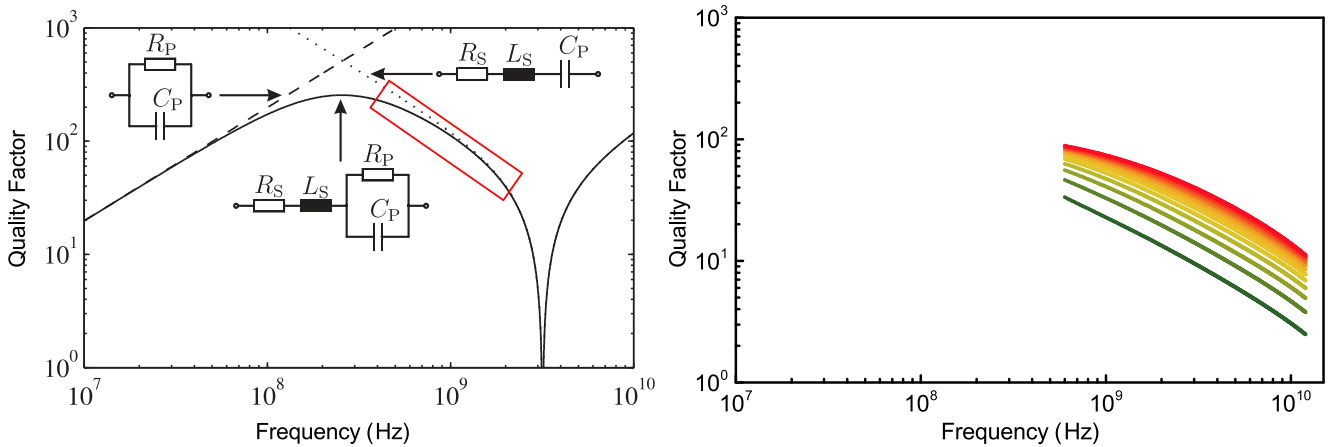 10^3
10^2
10^1
10^0
10^7
10^8
10^9
10^10
Quality Factor
Frequency (Hz)
R_P
C_P
R_S L_S C_P
R_P
R_S L_S
C_P
10^3
10^2
10^1
10^0
10^7
10^8
10^9
10^10
Quality Factor
Frequency (Hz)